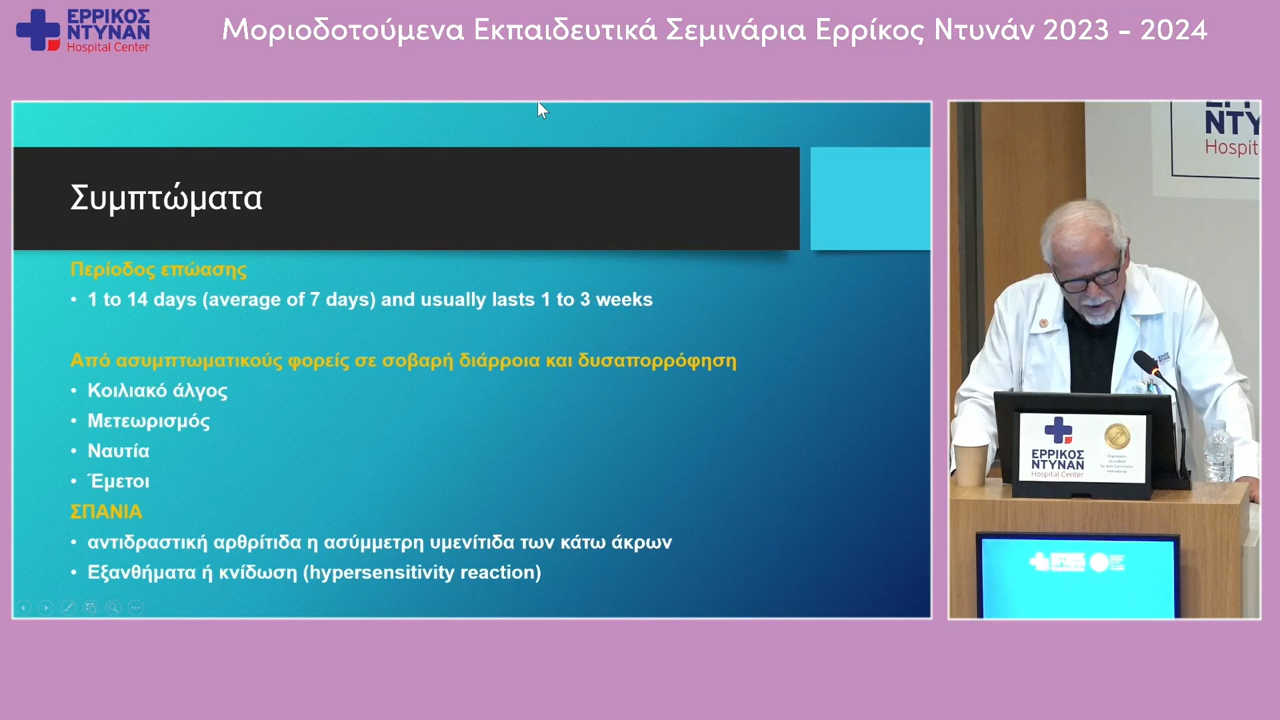 ΕΡΡΙΚΟΣ
ΝΤΥΝΑΝ
Hospital Center
Μοριοδοτούμενα Εκπαιδευτικά Σεμινάρια Ερρίκος Ντυνάν 2023 - 2024
Συμπτώματα
Περίοδος επώασης
• 1 to 14 days (average of 7 days) and usually lasts 1 to 3 weeks
Από ασυμπτωματικούς φορείς σε σοβαρή διάρροια και δυσαπορρόφηση
• Κοιλιακό άλγος
• Μετεωρισμός
• Ναυτία
• Έμετοι
ΣΠΑΝΙΑ
• αντιδραστική αρθρίτιδα η ασύμμετρη υμενίτιδα των κάτω άκρων
• Εξανθήματα ή κνίδωση (hypersensitivity reaction)
ΝΤΥ
Hospit
ΕΡΡΙΚΟΣ
ΝΤΥΝΑΝ
Hospital Center